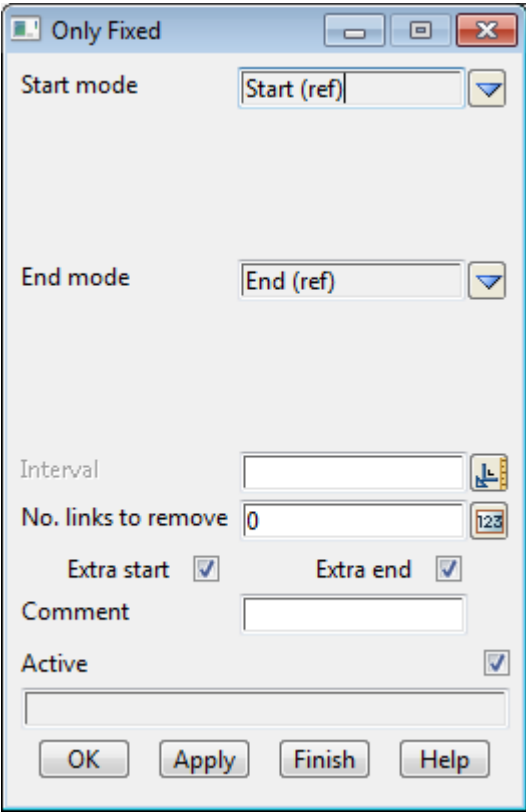 Only Fixed
Start mode Start (ref)
End mode End (ref)
Interval
No. links to remove 0 123
Extra start Extra end
Comment
Active
OK Apply Finish Help